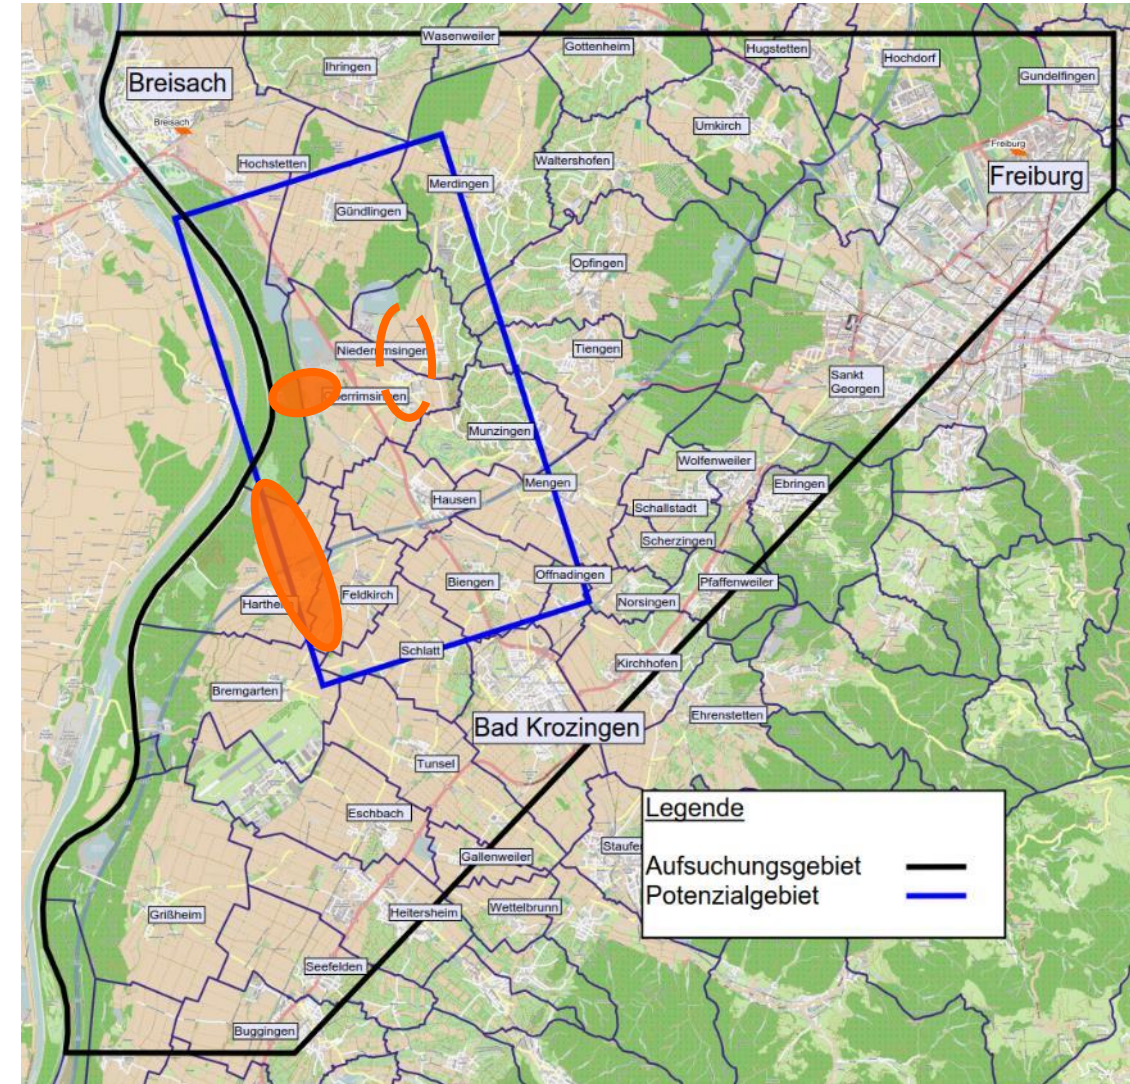 Wasenweiler
Gottenheim
Hugstetten
Hochdorf
Ihringen
Gundelfingen
Breisach
Breisach
Umkirch
Freiburg
Hochstetten
Waltershofen
Freiburg
Merdingen
Gündlingen
Opfingen
Niederrimsingen
Tiengen
Sankt
Georgen
Munzingen
Wolfenweiler
Mengen
Ebringen
Hausen
Schallstadt
Scherzingen
Offnadingen
Biengen
Pfaffenweiler
Feldkirch
Norsingen
Schlatt
Kirchhofen
Bremgarten
Ehrenstetten
Bad Krozingen
Tunsel
Eschbach
Legende
Gallenweiler
Aufsuchungsgebiet
Potenzialgebiet
Wettelbrunn
Heitersheim
Grißheim
Seefelden
Buggingen